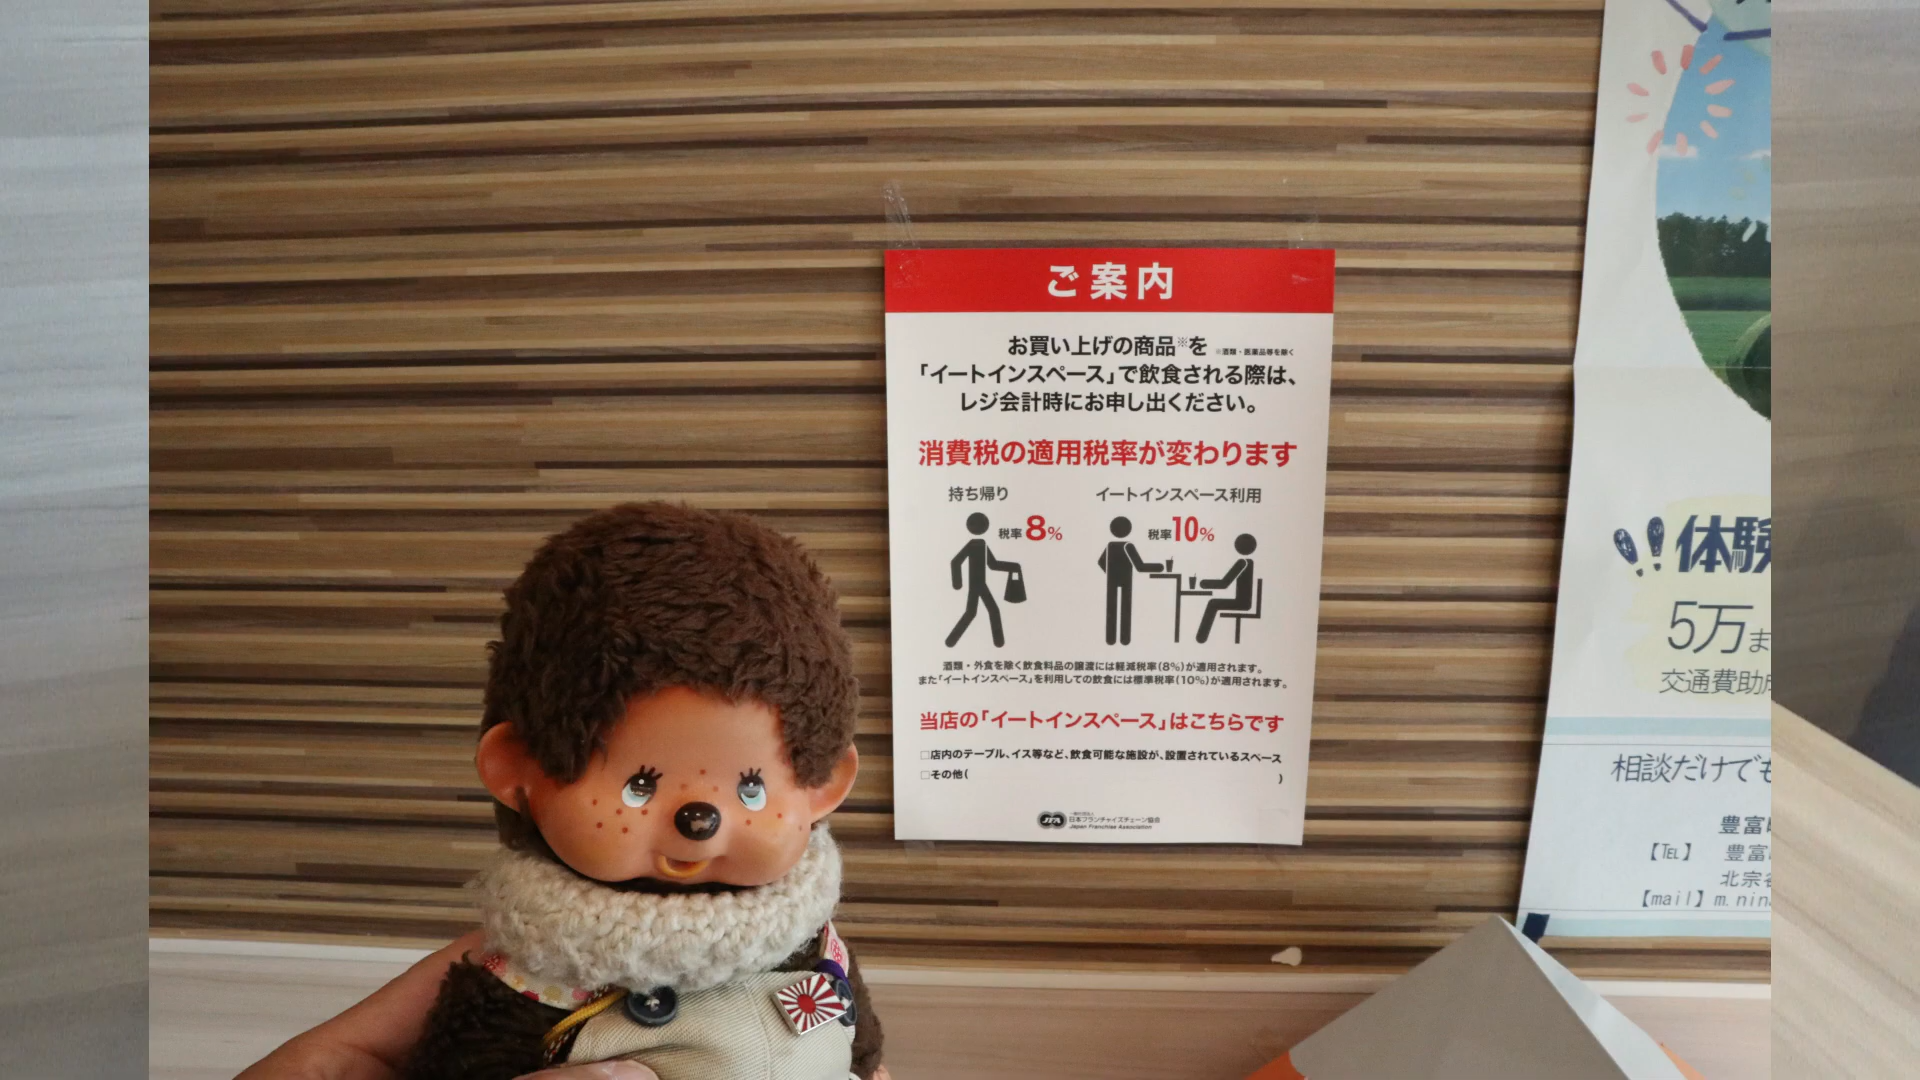 ご案内
お買い上げの商品※を ※酒類・医薬品等を除く
「イートインスペース」で飲食される際は、
レジ会計時にお申し出ください。
消費税の適用税率が変わります
持ち帰り
税率8%
イートインスペース利用
税率10%
酒類・外食を除く飲食料品の譲渡には軽減税率(8%)が適用されます。
また「イートインスペース」を利用しての飲食には標準税率(10%)が適用されます。
当店の「イートインスペース」はこちらです
□店内のテーブル、イス等など、飲食可能な施設が、設置されているスペース
□その他( )
JFA
一般社団法人
日本フランチャイズチェーン協会
Japan Franchise Association
体験
5万ま
交通費助
相談だけでも
豊富
【TEL】 豊富
北宗
【mail】m.nin